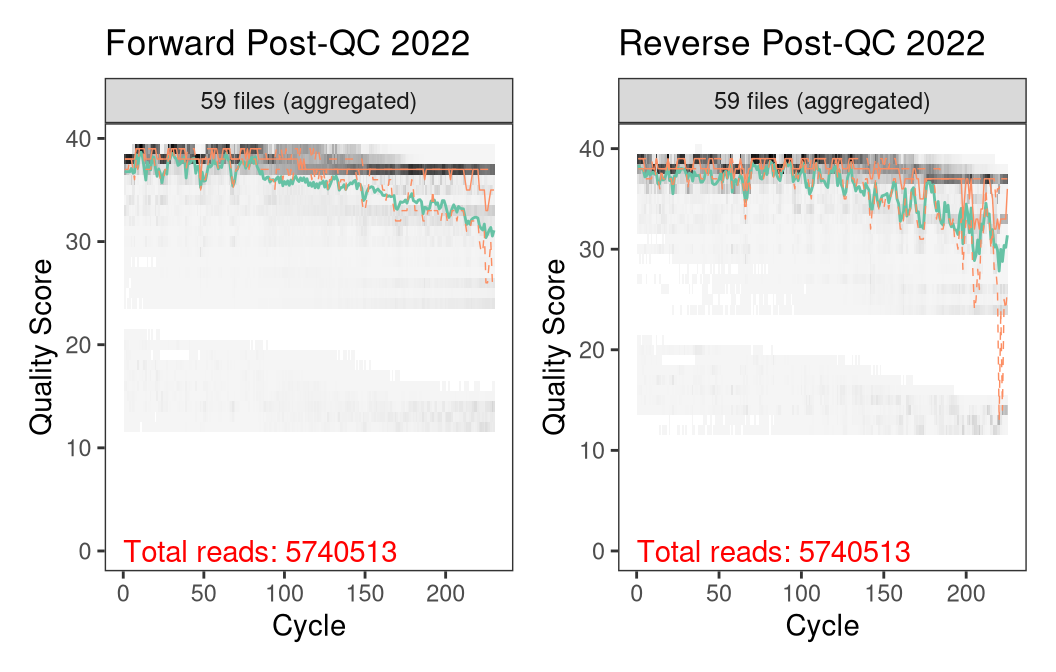 Forward Post-QC 2022
59 files (aggregated)
Quality Score
40
30
20
10
0
Total reads: 5740513
0 50 100 150 200
Cycle
Reverse Post-QC 2022
59 files (aggregated)
Quality Score
40
30
20
10
0
Total reads: 5740513
0 50 100 150 200
Cycle